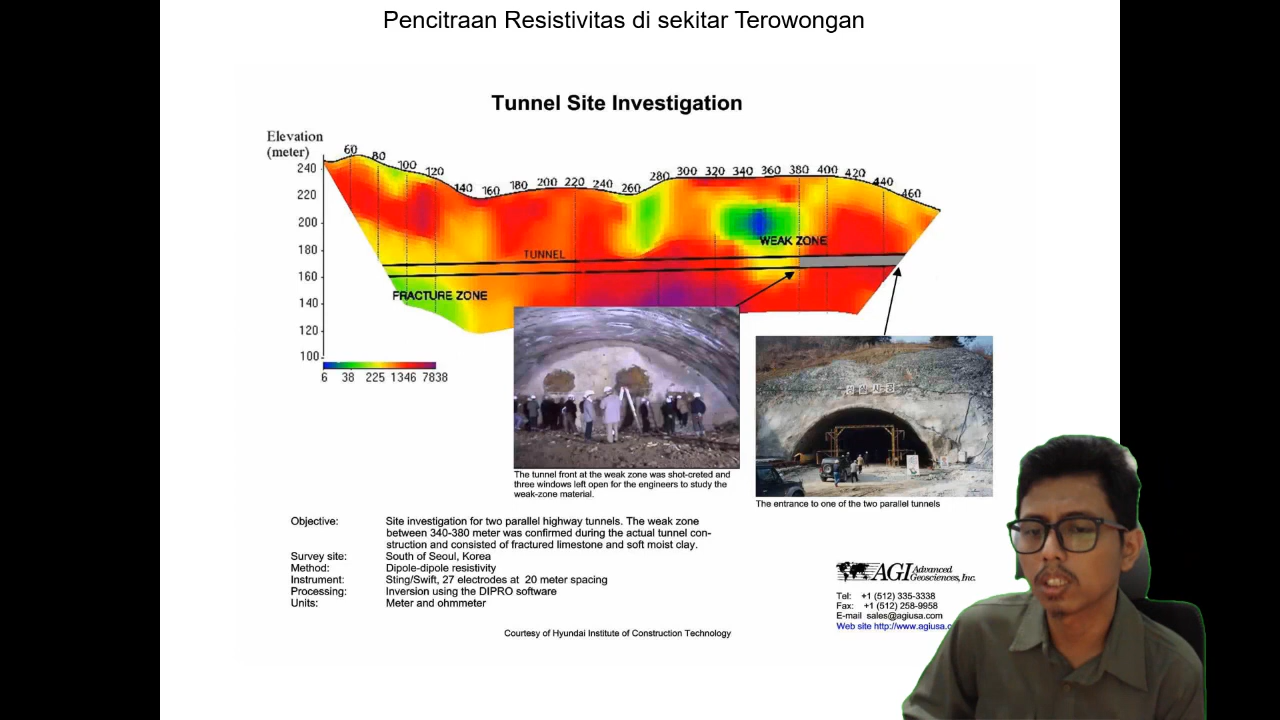 Pencitraan Resistivitas di sekitar Terowongan
Tunnel Site Investigation
Elevation
(meter)
60 80 100 120 140 160 180 200 220 240 260 280 300 320 340 360 380 400 420 440 460
240
220
200
180
160
140
120
100
WEAK ZONE
TUNNEL
FRACTURE ZONE
6 38 225 1346 7838
The tunnel front at the weak zone was shot-creted and
three windows left open for the engineers to study the
weak-zone material.
The entrance to one of the two parallel tunnels
Objective: Site investigation for two parallel highway tunnels. The weak zone
between 340-380 meter was confirmed during the actual tunnel con-
struction and consisted of fractured limestone and soft moist clay.
Survey site: South of Seoul, Korea
Method: Dipole-dipole resistivity
Instrument: Sting/Swift, 27 electrodes at 20 meter spacing
Processing: Inversion using the DIPRO software
Units: Meter and ohmmeter
Courtesy of Hyundai Institute of Construction Technology
AGI Advanced
Geosciences, Inc.
Tel: +1 (512) 335-3338
Fax: +1 (512) 258-9958
E-mail sales@agiusa.com
Web site http://www.agiusa.c